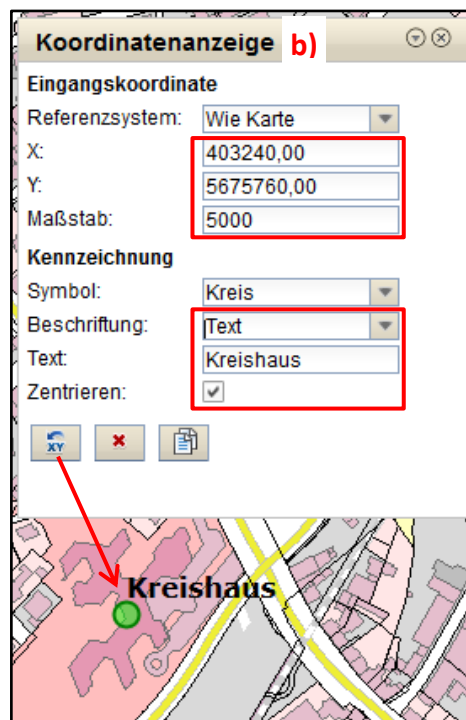 Koordinatenanzeige b)
Eingangskoordinate
Referenzsystem: Wie Karte
X: 403240,00
Y: 5675760,00
Maßstab: 5000
Kennzeichnung
Symbol: Kreis
Beschriftung: Text
Text: Kreishaus
Zentrieren:
XY
Kreishaus